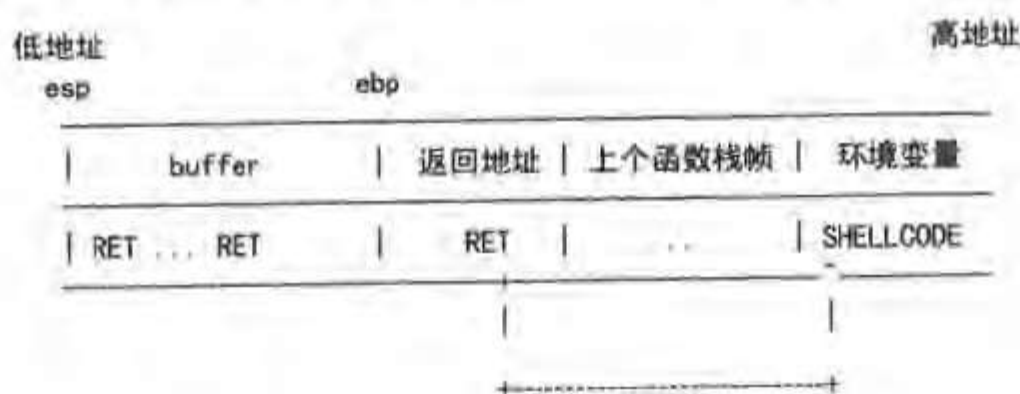 低地址 高地址
esp ebp
| buffer | 返回地址 | 上个函数栈帧 | 环境变量
| RET ... RET | RET | .. | SHELLCODE